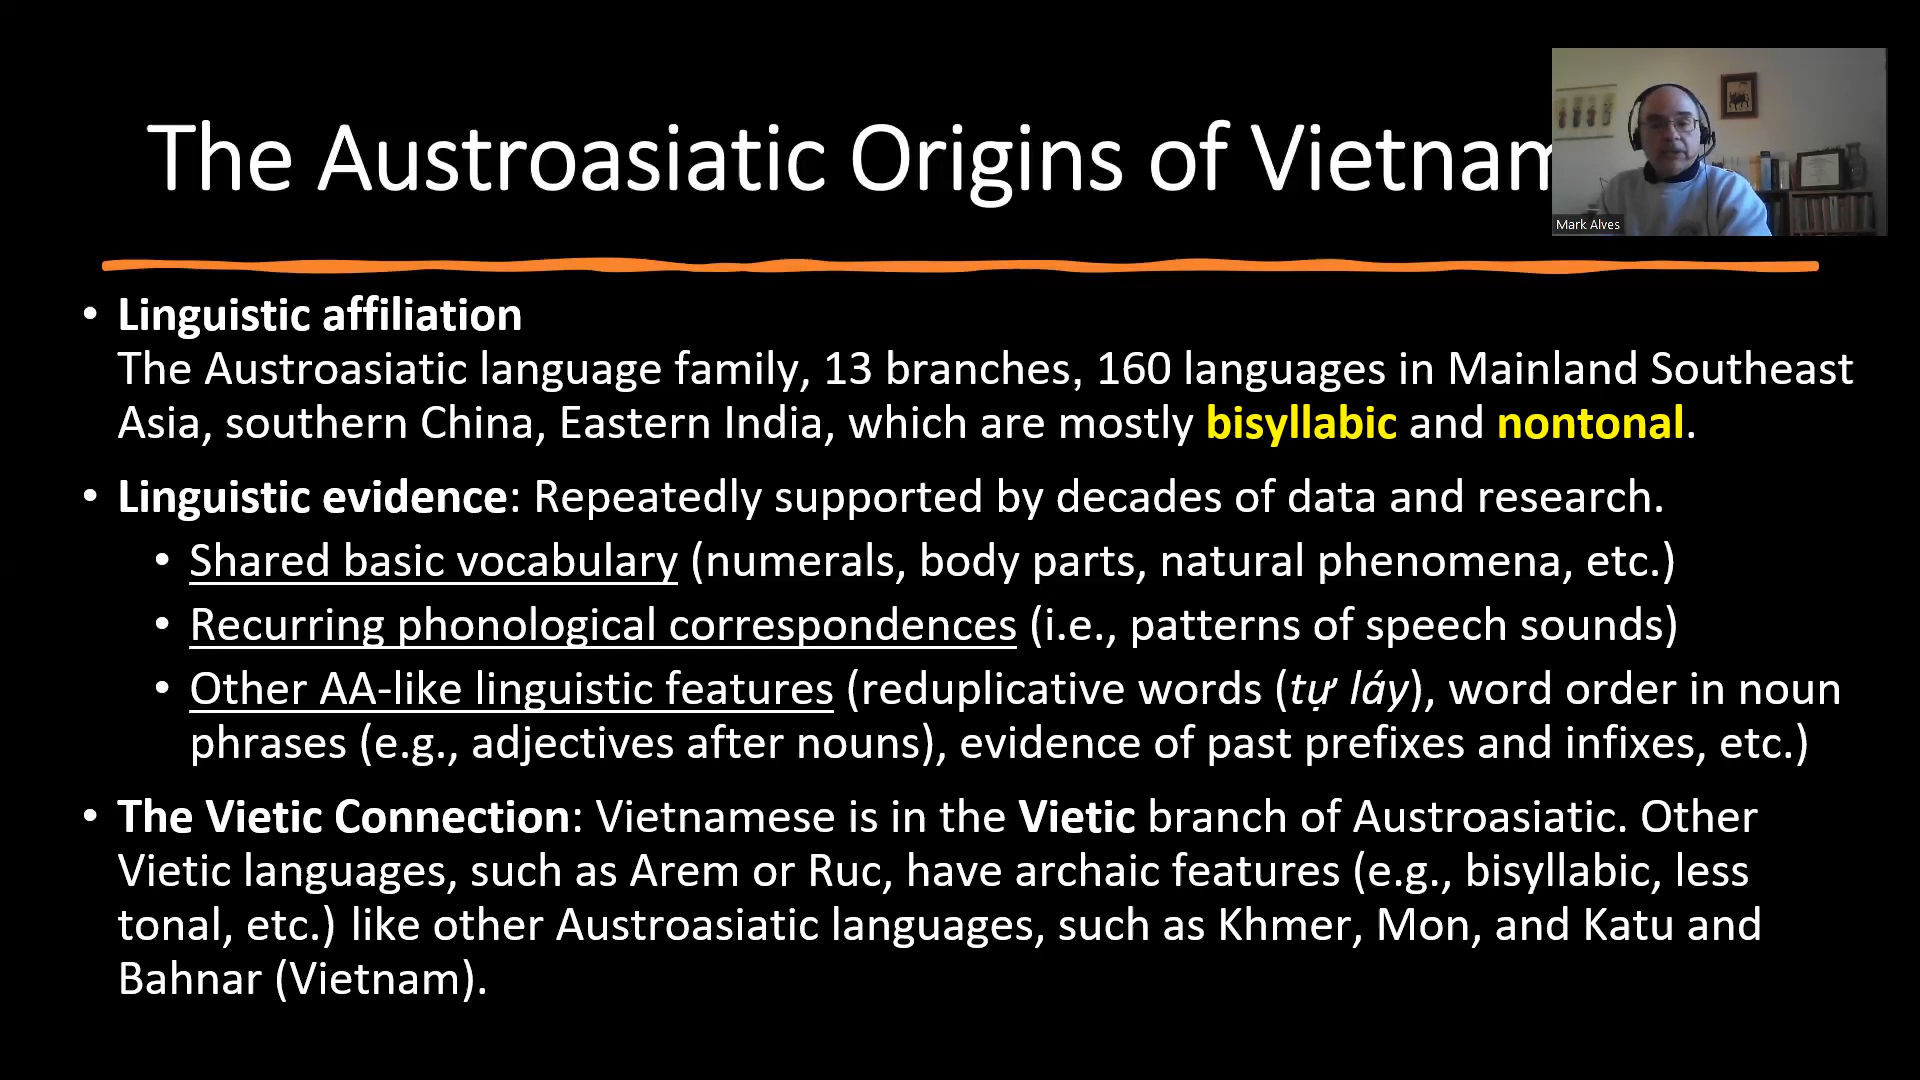 The Austroasiatic Origins of Vietnam
Mark Alves
• Linguistic affiliation
The Austroasiatic language family, 13 branches, 160 languages in Mainland Southeast
Asia, southern China, Eastern India, which are mostly bisyllabic and nontonal.
• Linguistic evidence: Repeatedly supported by decades of data and research.
• Shared basic vocabulary (numerals, body parts, natural phenomena, etc.)
• Recurring phonological correspondences (i.e., patterns of speech sounds)
• Other AA-like linguistic features (reduplicative words (tự láy), word order in noun
phrases (e.g., adjectives after nouns), evidence of past prefixes and infixes, etc.)
• The Vietic Connection: Vietnamese is in the Vietic branch of Austroasiatic. Other
Vietic languages, such as Arem or Ruc, have archaic features (e.g., bisyllabic, less
tonal, etc.) like other Austroasiatic languages, such as Khmer, Mon, and Katu and
Bahnar (Vietnam).